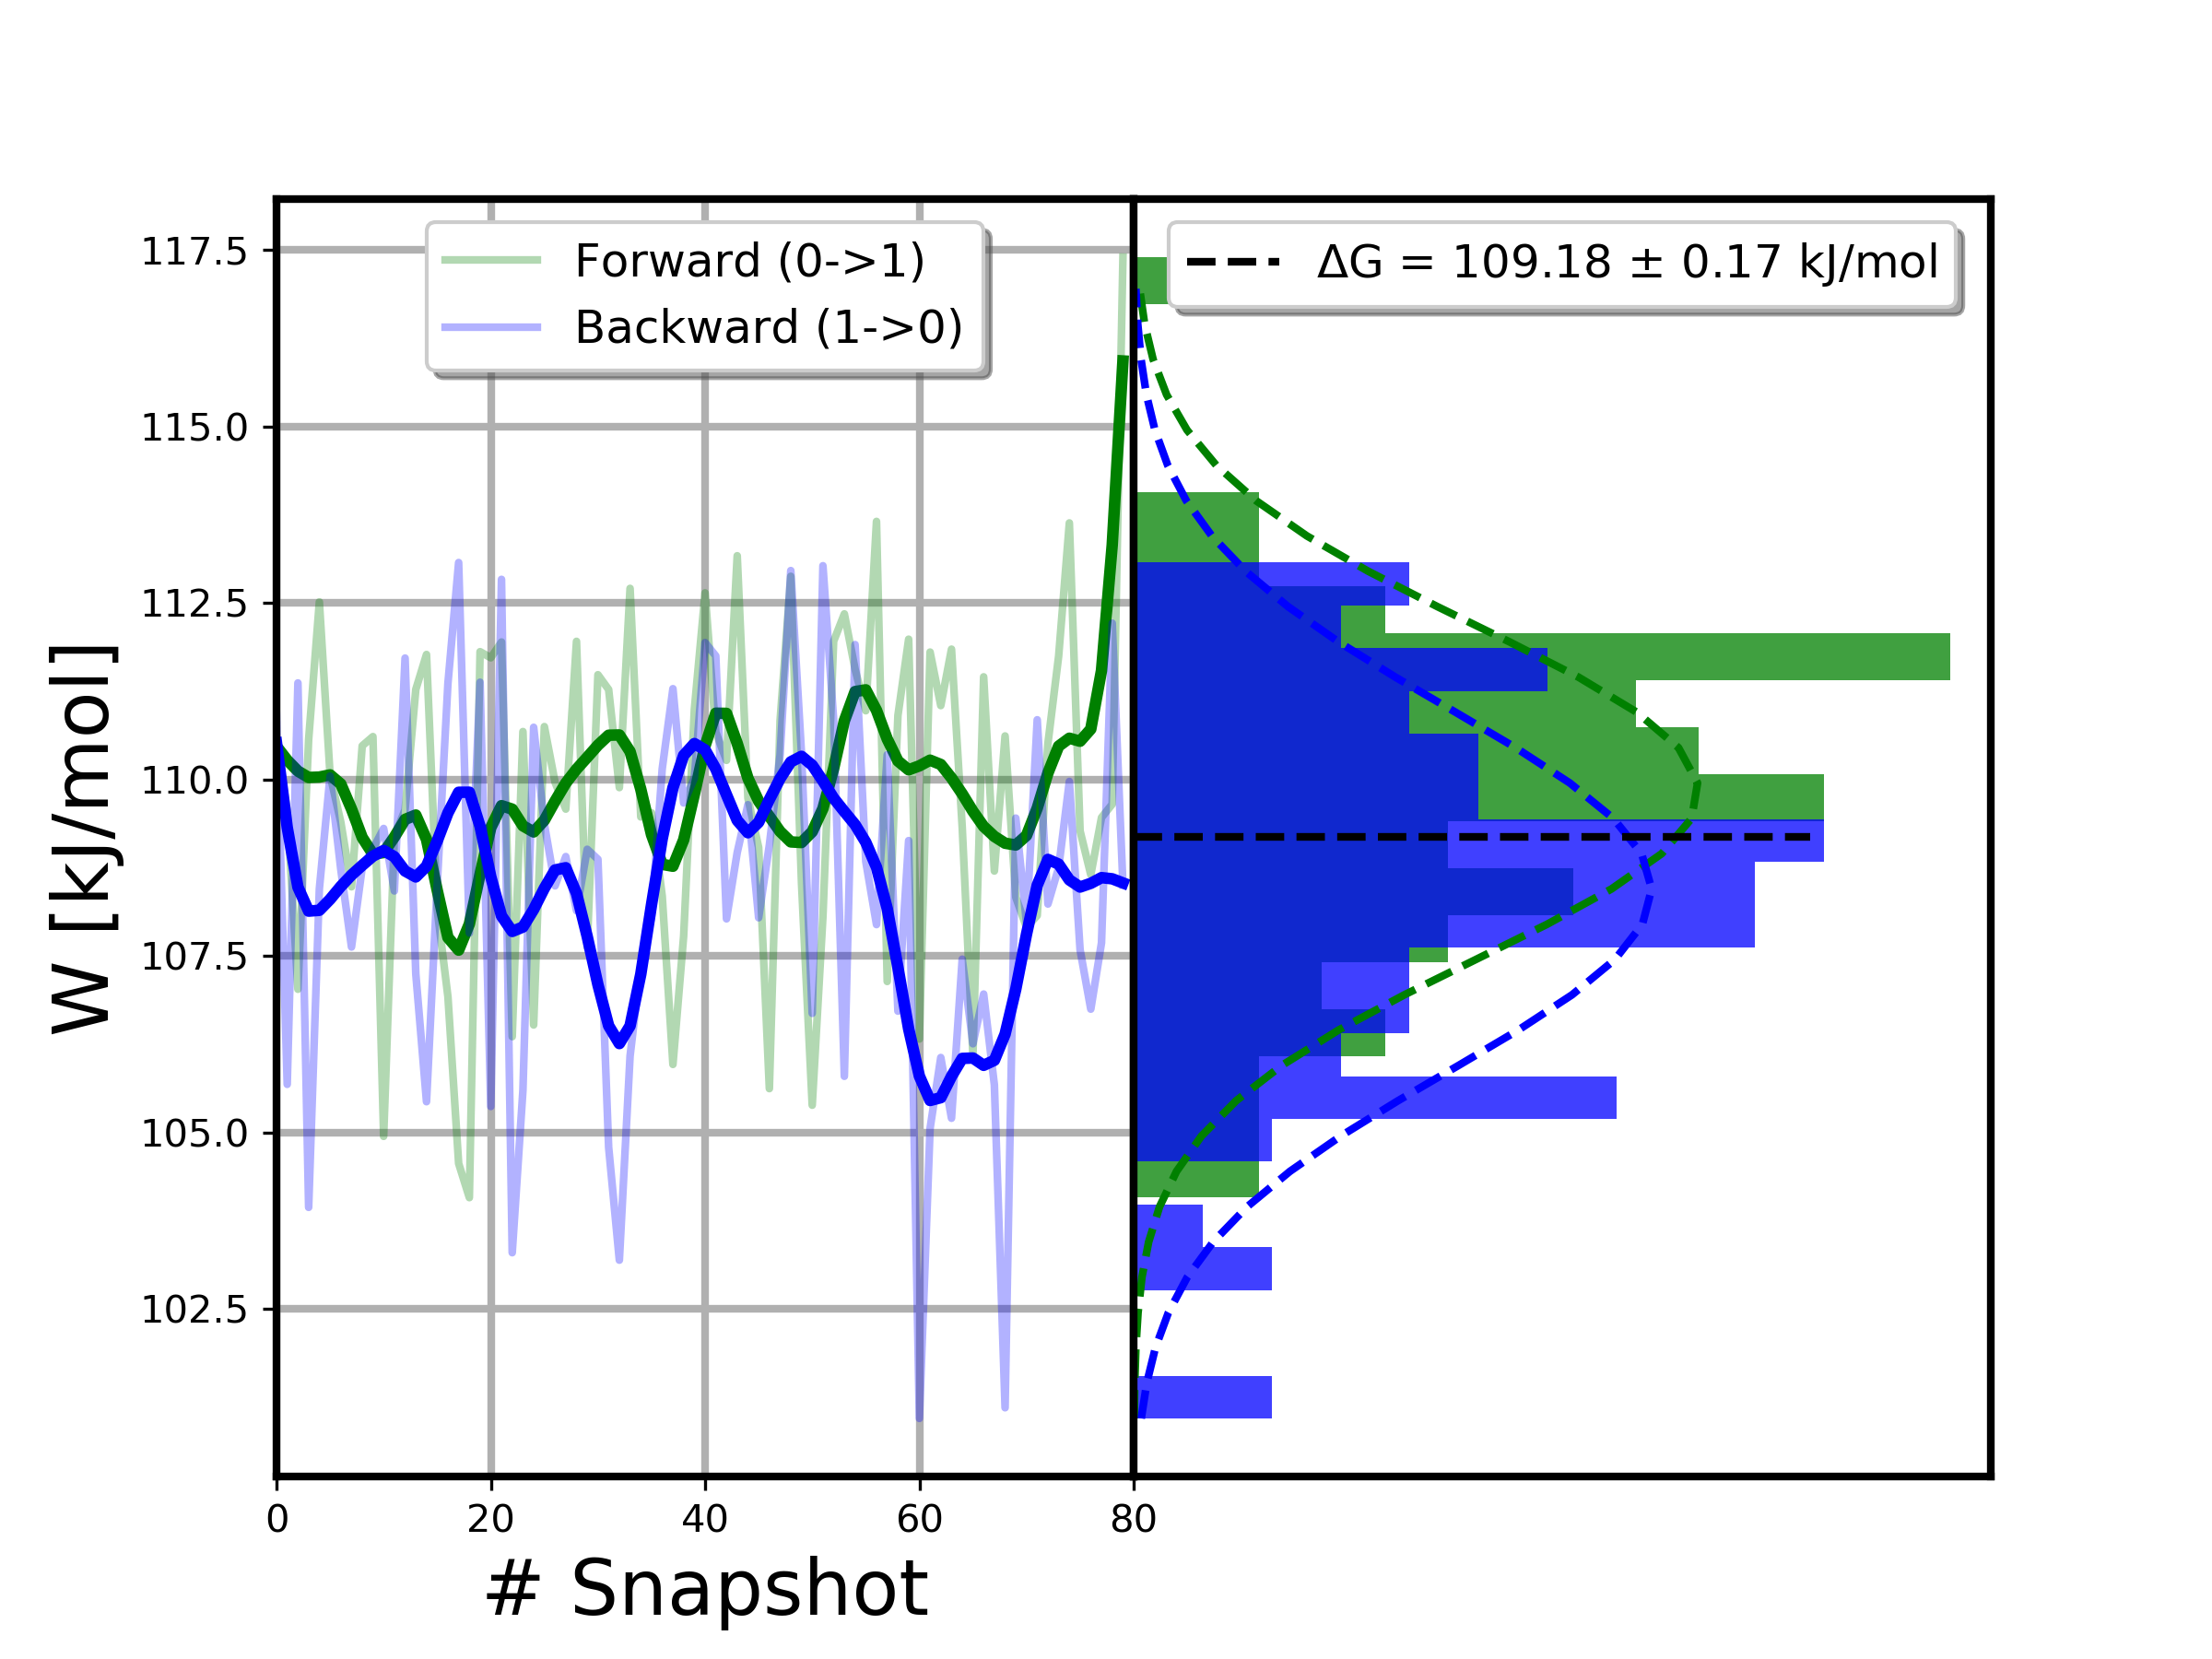 Forward (0->1)
Backward (1->0)
ΔG = 109.18 ± 0.17 kJ/mol
W [kJ/mol]
117.5
115.0
112.5
110.0
107.5
105.0
102.5
0 20 40 60 80
# Snapshot